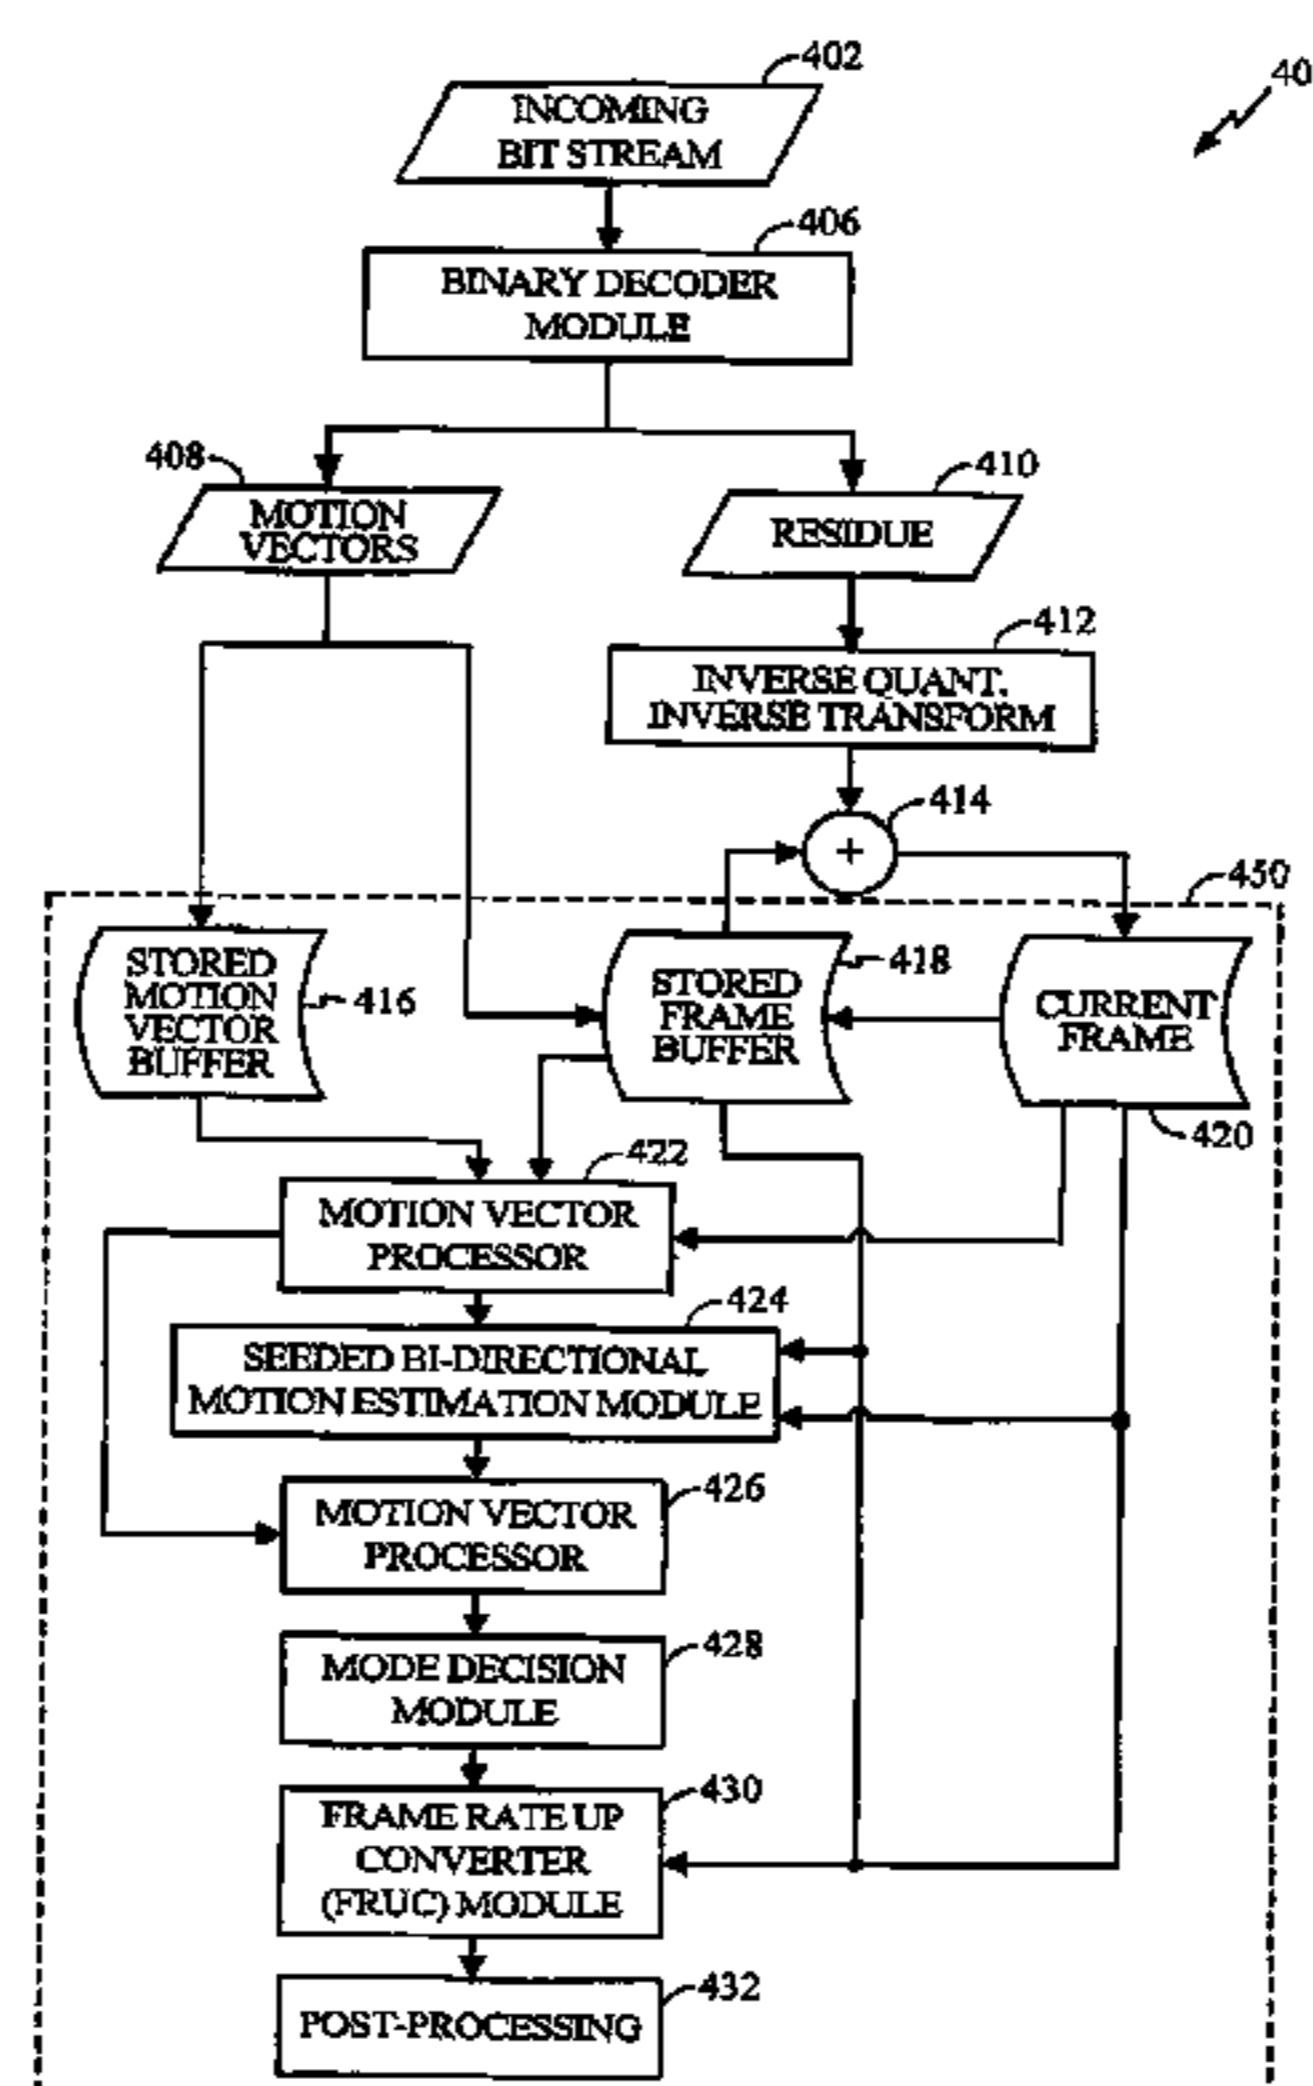 402
40
INCOMING
BIT STREAM
406
BINARY DECODER
MODULE
408
MOTION
VECTORS
410
RESIDUE
412
INVERSE QUANT.
INVERSE TRANSFORM
414
+
450
STORED
MOTION
VECTOR
BUFFER
416
STORED
FRAME
BUFFER
418
CURRENT
FRAME
420
422
MOTION VECTOR
PROCESSOR
424
SEEDED BI-DIRECTIONAL
MOTION ESTIMATION MODULE
426
MOTION VECTOR
PROCESSOR
428
MODE DECISION
MODULE
430
FRAME RATE UP
CONVERTER
(FRUC) MODULE
432
POST-PROCESSING